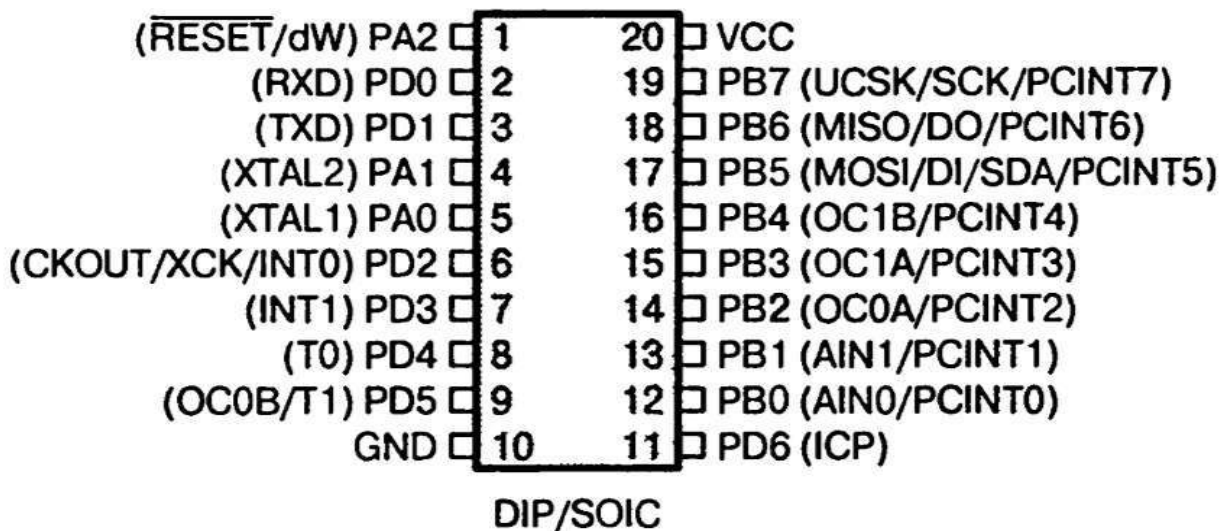 (RESET/dW) PA2 1 20 VCC
(RXD) PD0 2 19 PB7 (UCSK/SCK/PCINT7)
(TXD) PD1 3 18 PB6 (MISO/DO/PCINT6)
(XTAL2) PA1 4 17 PB5 (MOSI/DI/SDA/PCINT5)
(XTAL1) PA0 5 16 PB4 (OC1B/PCINT4)
(CKOUT/XCK/INT0) PD2 6 15 PB3 (OC1A/PCINT3)
(INT1) PD3 7 14 PB2 (OC0A/PCINT2)
(T0) PD4 8 13 PB1 (AIN1/PCINT1)
(OC0B/T1) PD5 9 12 PB0 (AIN0/PCINT0)
GND 10 11 PD6 (ICP)
DIP/SOIC